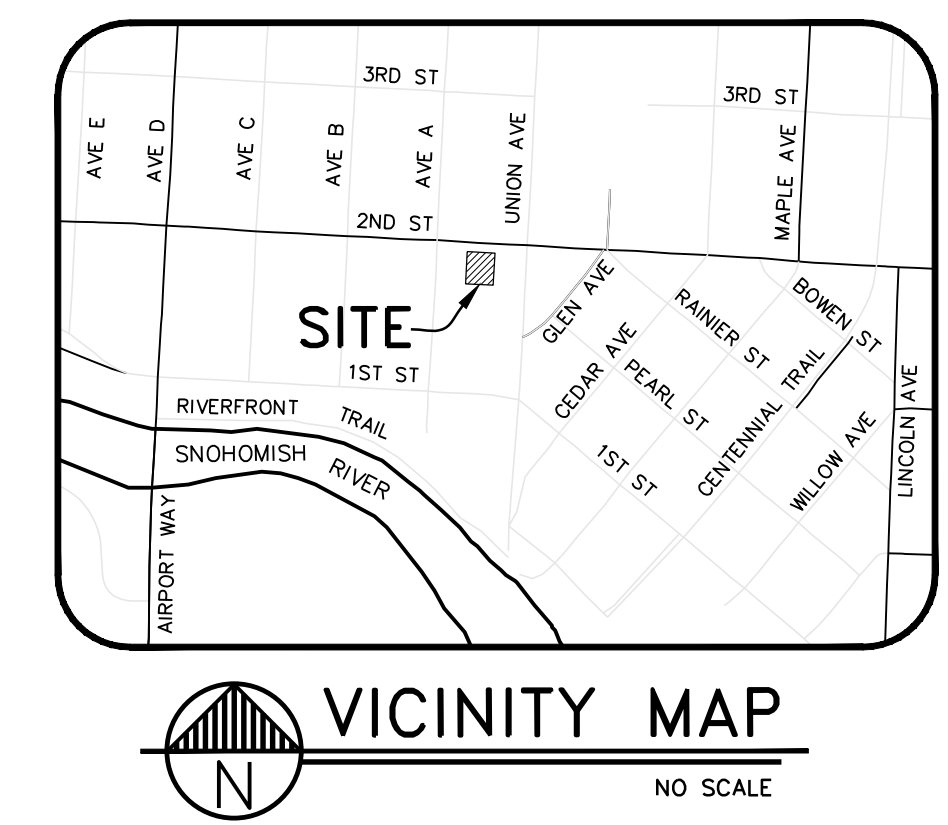 3RD ST
3RD ST
AVE E
AVE D
AVE C
AVE B
AVE A
UNION AVE
MAPLE AVE
2ND ST
GLEN AVE
RAINIER ST
BOWEN ST
SITE
CEDAR AVE
PEARL ST
TRAIL
CENTENNIAL
1ST ST
LINCOLN AVE
RIVERFRONT TRAIL
WILLOW AVE
SNOHOMISH RIVER
1ST ST
AIRPORT WAY
VICINITY MAP
N
NO SCALE